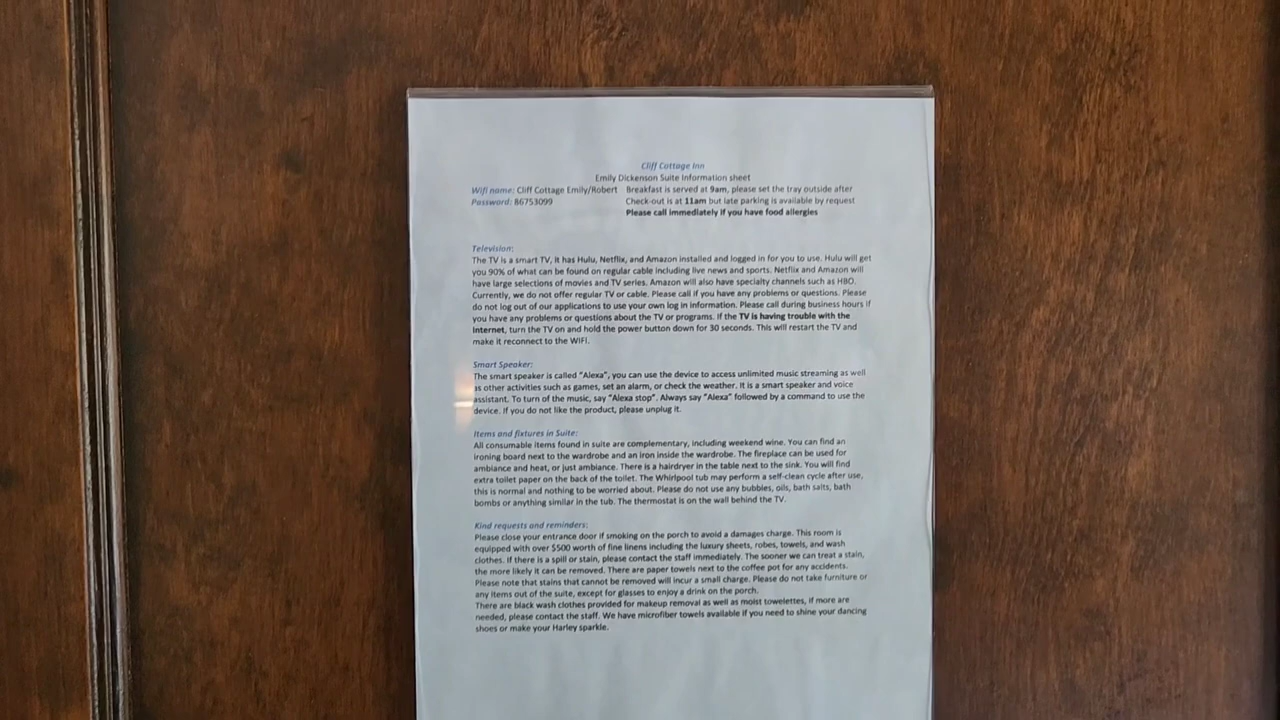 Cliff Cottage Inn
Emily Dickenson Suite Information sheet
Wifi name: Cliff Cottage Emily/Robert Breakfast is served at 9am, please set the tray outside after
Password: 86753099 Check-out is at 11am but late parking is available by request
Please call immediately if you have food allergies
Television:
The TV is a smart TV, it has Hulu, Netflix, and Amazon installed and logged in for you to use. Hulu will get
you 90% of what can be found on regular cable including live news and sports. Netflix and Amazon will
have large selections of movies and TV series. Amazon will also have specialty channels such as HBO.
Currently, we do not offer regular TV or cable. Please call if you have any problems or questions. Please
do not log out of our applications to use your own log in information. Please call during business hours if
you have any problems or questions about the TV or programs. If the TV is having trouble with the
Internet, turn the TV on and hold the power button down for 30 seconds. This will restart the TV and
make it reconnect to the WIFI.
Smart Speaker:
The smart speaker is called "Alexa", you can use the device to access unlimited music streaming as well
as other activities such as games, set an alarm, or check the weather. It is a smart speaker and voice
assistant. To turn of the music, say "Alexa stop". Always say "Alexa" followed by a command to use the
device. If you do not like the product, please unplug it.
Items and fixtures in Suite:
All consumable items found in suite are complementary, including weekend wine. You can find an
ironing board next to the wardrobe and an iron inside the wardrobe. The fireplace can be used for
ambiance and heat, or just ambiance. There is a hairdryer in the table next to the sink. You will find
extra toilet paper on the back of the toilet. The Whirlpool tub may perform a self-clean cycle after use,
this is normal and nothing to be worried about. Please do not use any bubbles, oils, bath salts, bath
bombs or anything similar in the tub. The thermostat is on the wall behind the TV.
Kind requests and reminders:
Please close your entrance door if smoking on the porch to avoid a damages charge. This room is
equipped with over $500 worth of fine linens including the luxury sheets, robes, towels, and wash
clothes. If there is a spill or stain, please contact the staff immediately. The sooner we can treat a stain,
the more likely it can be removed. There are paper towels next to the coffee pot for any accidents.
Please note that stains that cannot be removed will incur a small charge. Please do not take furniture or
any items out of the suite, except for glasses to enjoy a drink on the porch.
There are black wash clothes provided for makeup removal as well as moist towelettes, if more are
needed, please contact the staff. We have microfiber towels available if you need to shine your dancing
shoes or make your Harley sparkle.